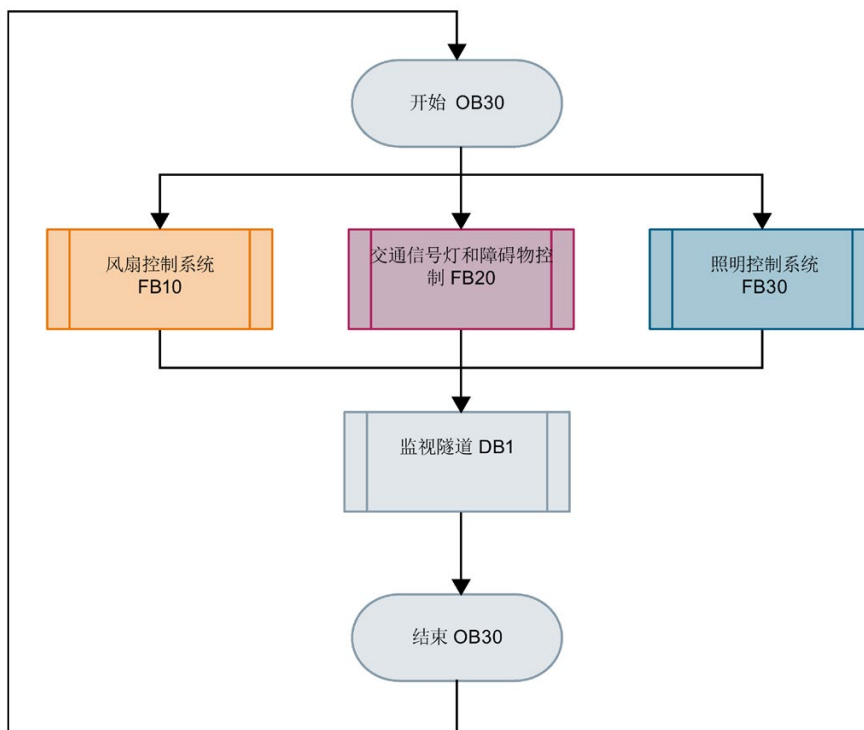 开始 OB30
风扇控制系统
FB10
交通信号灯和障碍物控
制 FB20
照明控制系统
FB30
监视隧道 DB1
结束 OB30